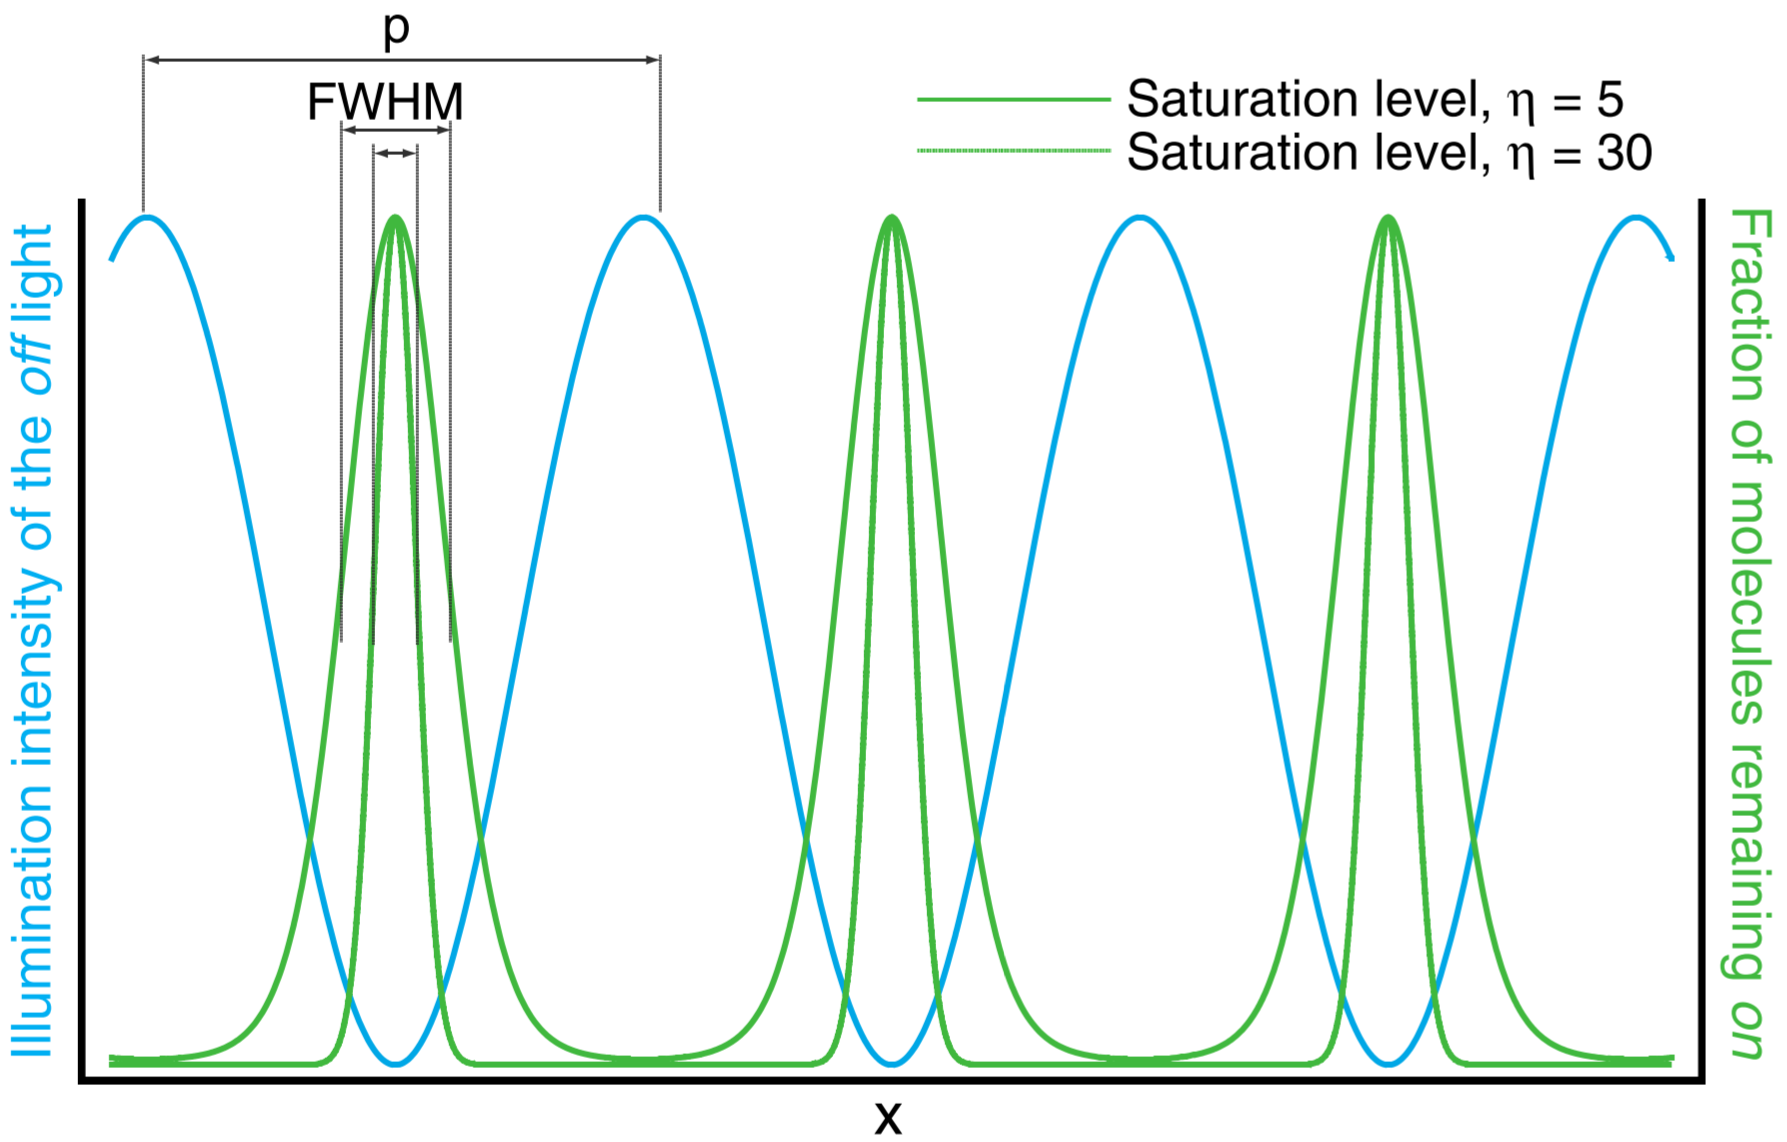 p
FWHM
Saturation level, η = 5
Saturation level, η = 30
Illumination intensity of the off light
Fraction of molecules remaining on
x